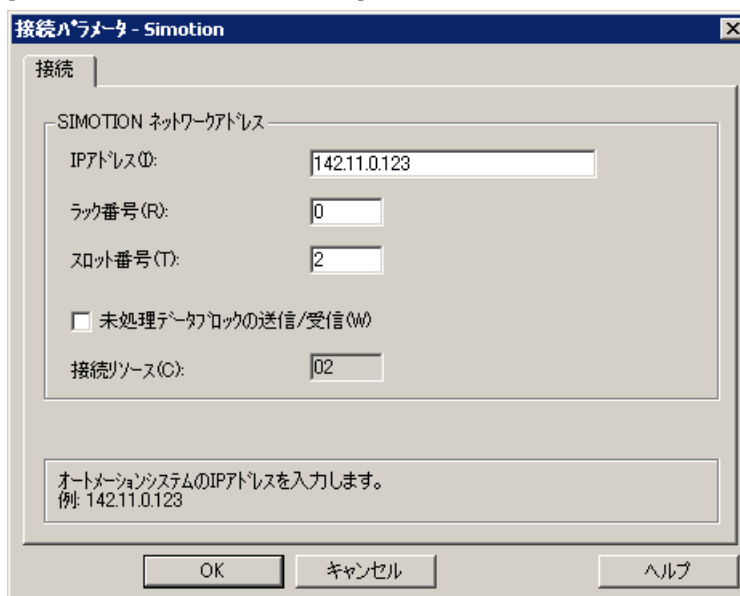 接続パラメータ - Simotion
接続
SIMOTION ネットワークアドレス
IPアドレス(I): 142.11.0.123
ラック番号(R): 0
スロット番号(T): 2
未処理データブロックの送信/受信(W)
接続リソース(C): 02
オートメーションシステムのIPアドレスを入力します。
例: 142.11.0.123
OK キャンセル ヘルプ